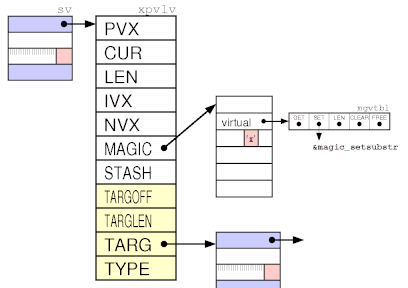 sv
xpvlv
PVX
CUR
LEN
IVX
NVX
MAGIC
STASH
TARGOFF
TARGLEN
TARG
TYPE
virtual
'x'
mgvtbl
GET SET LEN CLEAR FREE
&magic_setsubstr